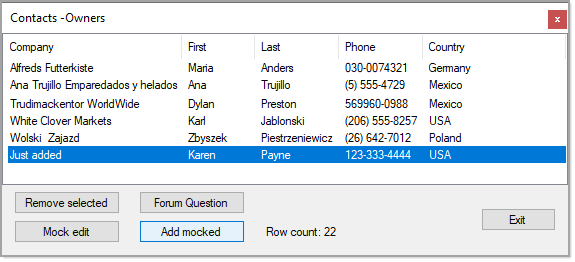 Contacts -Owners
x
Company First Last Phone Country
Alfreds Futterkiste Maria Anders 030-0074321 Germany
Ana Trujillo Emparedados y helados Ana Trujillo (5) 555-4729 Mexico
Trudimackentor WorldWide Dylan Preston 569960-0988 Mexico
White Clover Markets Karl Jablonski (206) 555-8257 USA
Wolski Zajazd Zbyszek Piestrzeniewicz (26) 642-7012 Poland
Just added Karen Payne 123-333-4444 USA
Remove selected Forum Question
Mock edit Add mocked Row count: 22 Exit